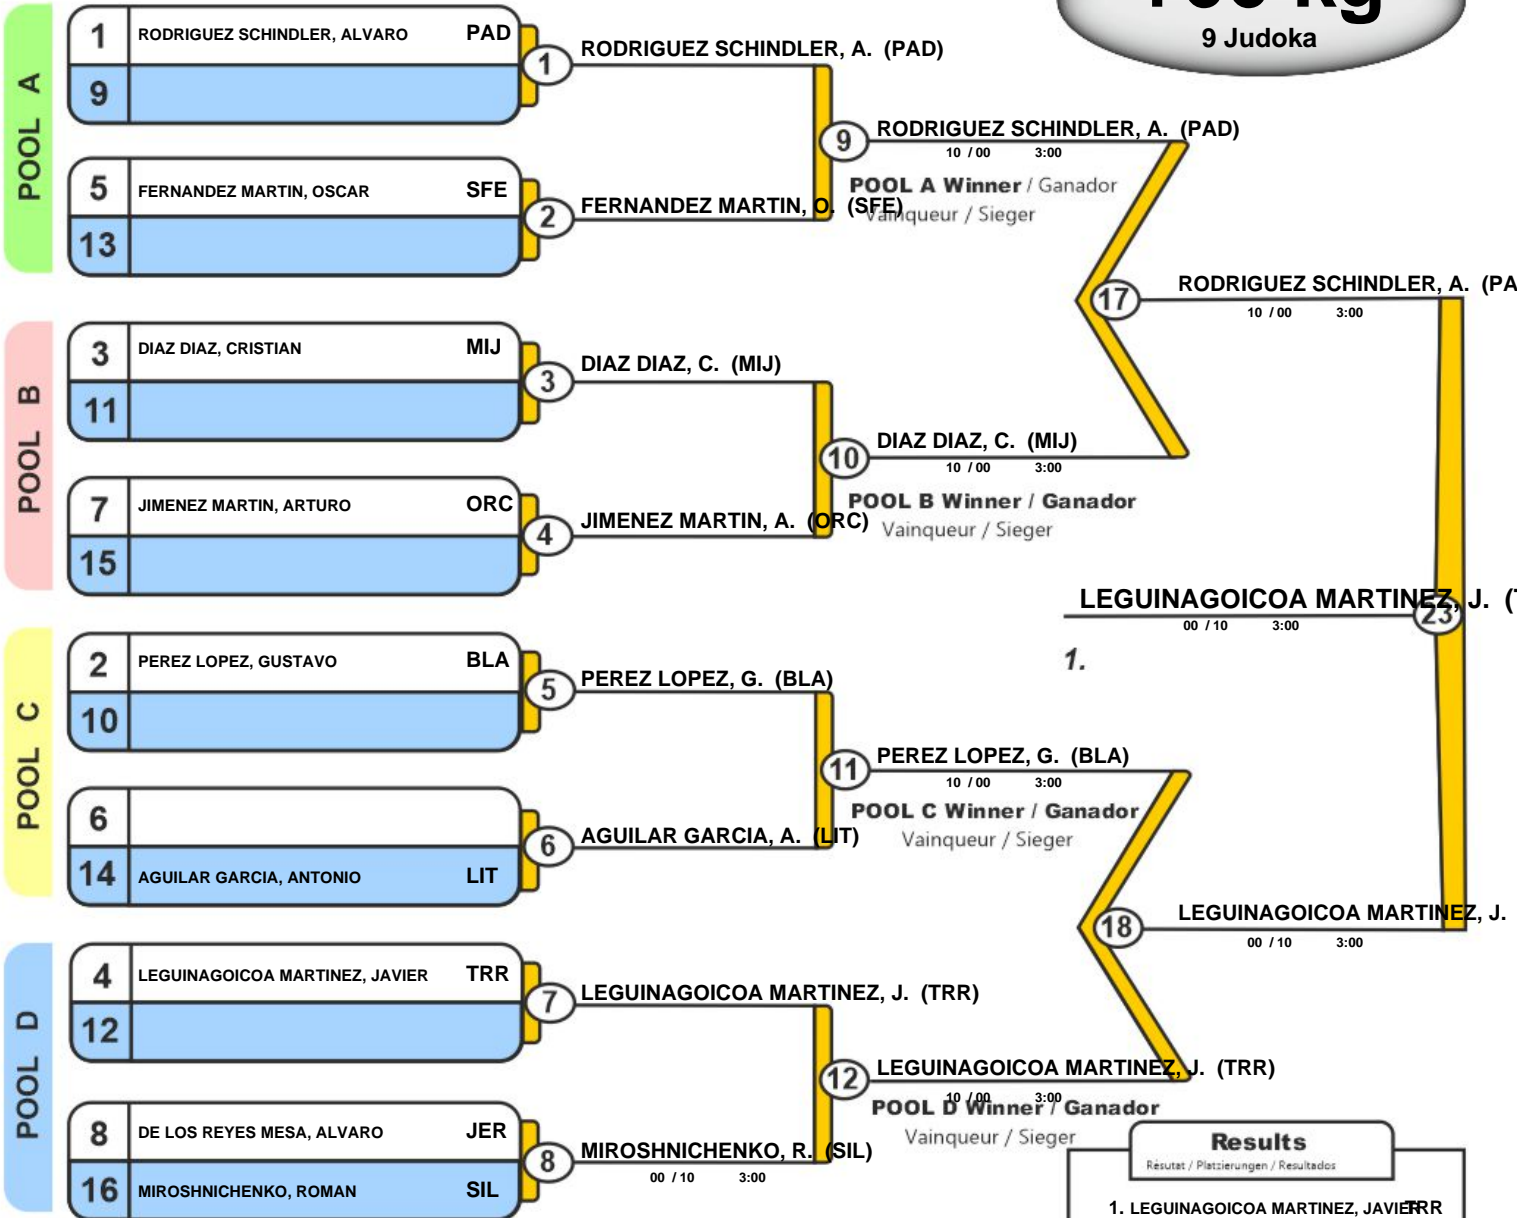 9 Judoka
POOL A
1 RODRIGUEZ SCHINDLER, ALVARO PAD
9
5 FERNANDEZ MARTIN, OSCAR SFE
13
1 RODRIGUEZ SCHINDLER, A. (PAD)
2 FERNANDEZ MARTIN, O. (SFE)
9 RODRIGUEZ SCHINDLER, A. (PAD)
10 / 00 3:00
POOL A Winner / Ganador
Vainqueur / Sieger
POOL B
3 DIAZ DIAZ, CRISTIAN MIJ
11
7 JIMENEZ MARTIN, ARTURO ORC
15
3 DIAZ DIAZ, C. (MIJ)
4 JIMENEZ MARTIN, A. (ORC)
10 DIAZ DIAZ, C. (MIJ)
10 / 00 3:00
POOL B Winner / Ganador
Vainqueur / Sieger
17 RODRIGUEZ SCHINDLER, A. (PA
10 / 00 3:00
LEGUINAGOICOA MARTINEZ, J. (
23
00 / 10 3:00
1.
POOL C
2 PEREZ LOPEZ, GUSTAVO BLA
10
6
14 AGUILAR GARCIA, ANTONIO LIT
5 PEREZ LOPEZ, G. (BLA)
6 AGUILAR GARCIA, A. (LIT)
11 PEREZ LOPEZ, G. (BLA)
10 / 00 3:00
POOL C Winner / Ganador
Vainqueur / Sieger
18 LEGUINAGOICOA MARTINEZ, J.
00 / 10 3:00
POOL D
4 LEGUINAGOICOA MARTINEZ, JAVIER TRR
12
8 DE LOS REYES MESA, ALVARO JER
16 MIROSHNICHENKO, ROMAN SIL
7 LEGUINAGOICOA MARTINEZ, J. (TRR)
8 MIROSHNICHENKO, R. (SIL)
00 / 10 3:00
12 LEGUINAGOICOA MARTINEZ, J. (TRR)
10 / 00 3:00
POOL D Winner / Ganador
Vainqueur / Sieger
Results
Résutat / Platzierungen / Resultados
1. LEGUINAGOICOA MARTINEZ, JAVIER TRR